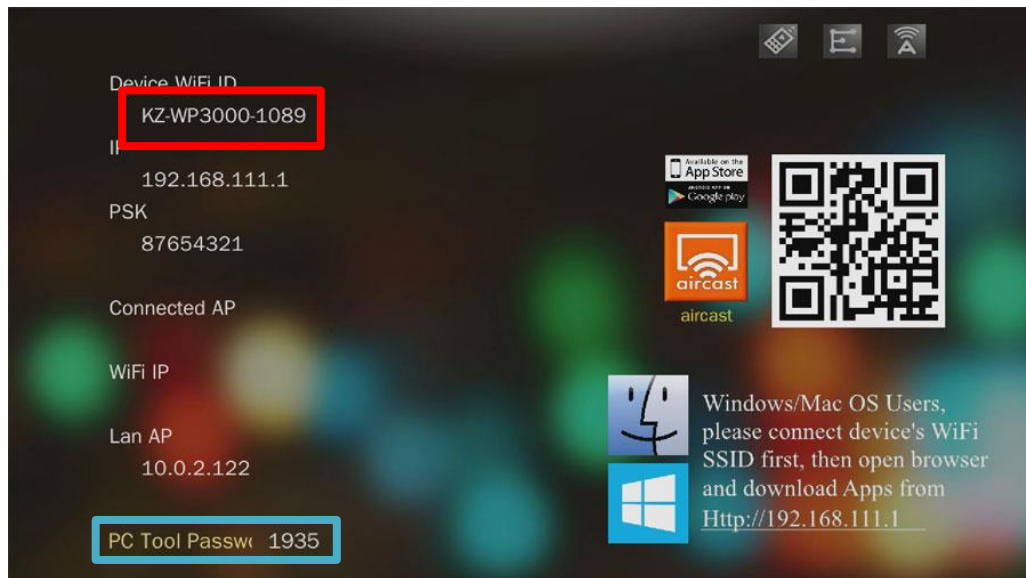 Device WiFi ID
KZ-WP3000-1089
IP
192.168.111.1
PSK
87654321
Connected AP
WiFi IP
Lan AP
10.0.2.122
PC Tool Passw 1935
Available on the
App Store
ANDROID APP ON
Google play
aircast
aircast
Windows/Mac OS Users,
please connect device's WiFi
SSID first, then open browser
and download Apps from
Http://192.168.111.1